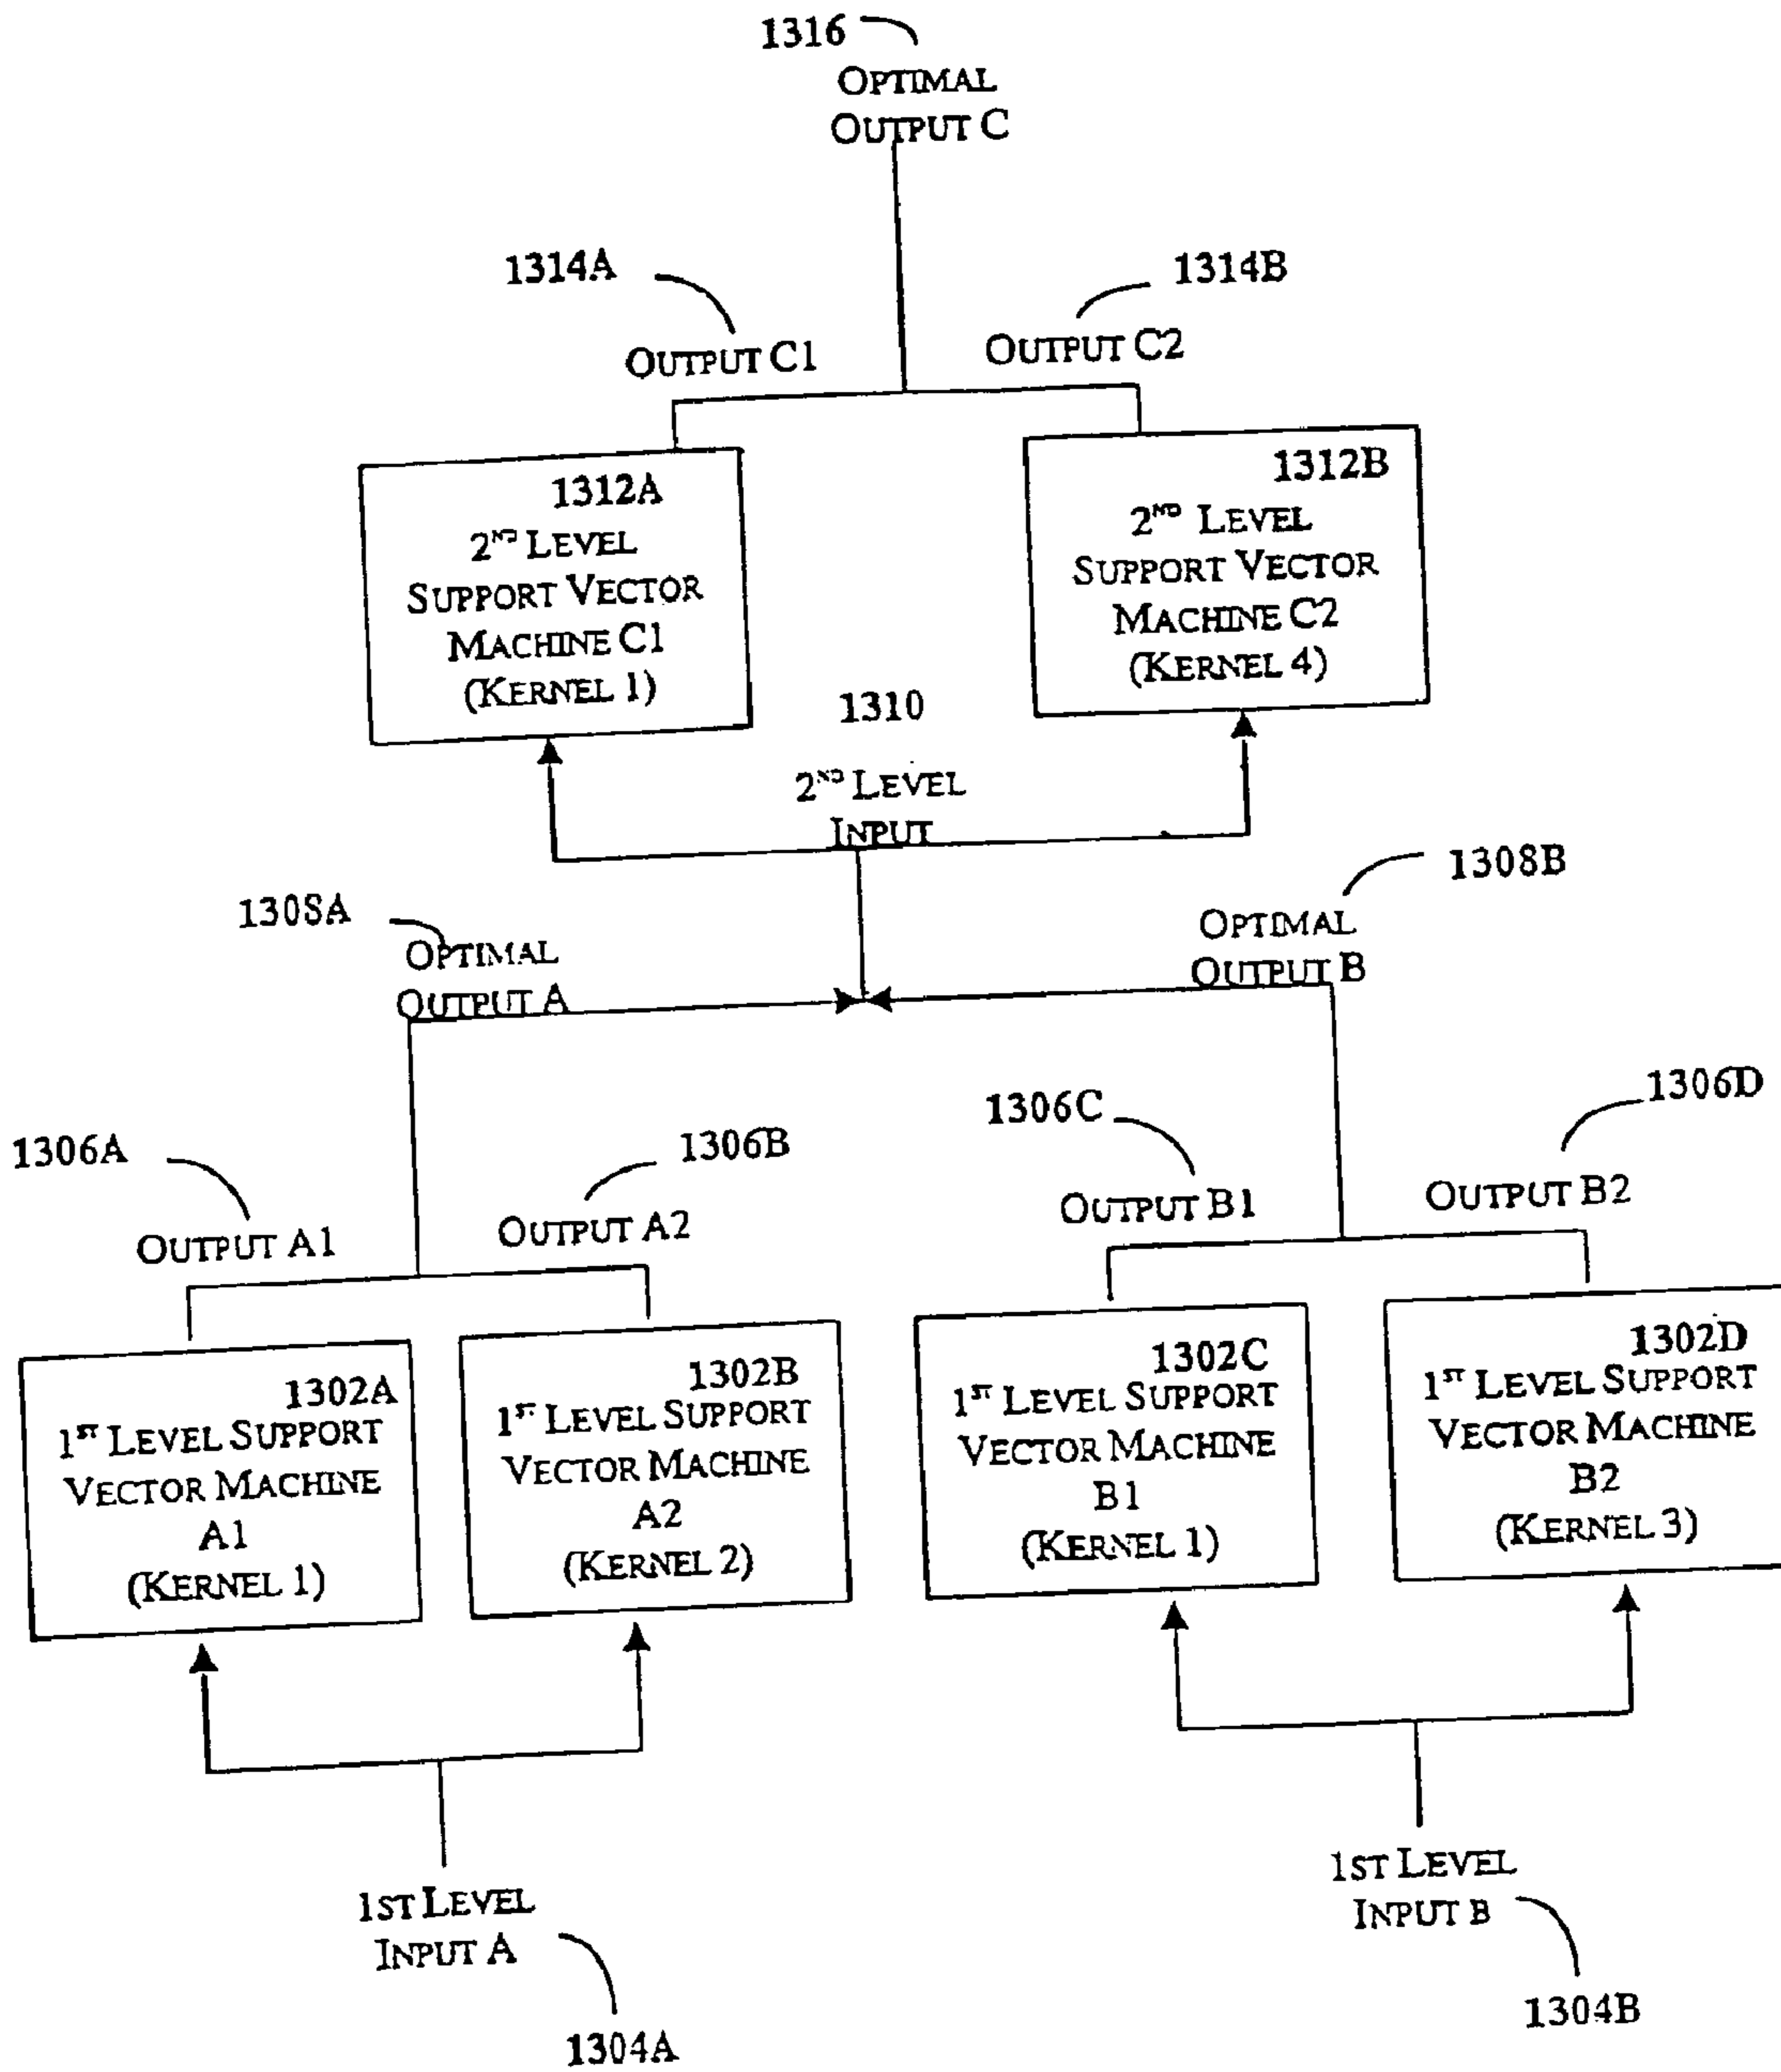 1316
OPTIMAL
OUTPUT C
1314A
1314B
OUTPUT C1
OUTPUT C2
1312A
2ND LEVEL
SUPPORT VECTOR
MACHINE C1
(KERNEL 1)
1312B
2ND LEVEL
SUPPORT VECTOR
MACHINE C2
(KERNEL 4)
1310
2ND LEVEL
INPUT
1308A
OPTIMAL
OUTPUT A
1308B
OPTIMAL
OUTPUT B
1306A
OUTPUT A1
1306B
OUTPUT A2
1306C
OUTPUT B1
1306D
OUTPUT B2
1302A
1ST LEVEL SUPPORT
VECTOR MACHINE
A1
(KERNEL 1)
1302B
1ST LEVEL SUPPORT
VECTOR MACHINE
A2
(KERNEL 2)
1302C
1ST LEVEL SUPPORT
VECTOR MACHINE
B1
(KERNEL 1)
1302D
1ST LEVEL SUPPORT
VECTOR MACHINE
B2
(KERNEL 3)
1ST LEVEL
INPUT A
1304A
1ST LEVEL
INPUT B
1304B